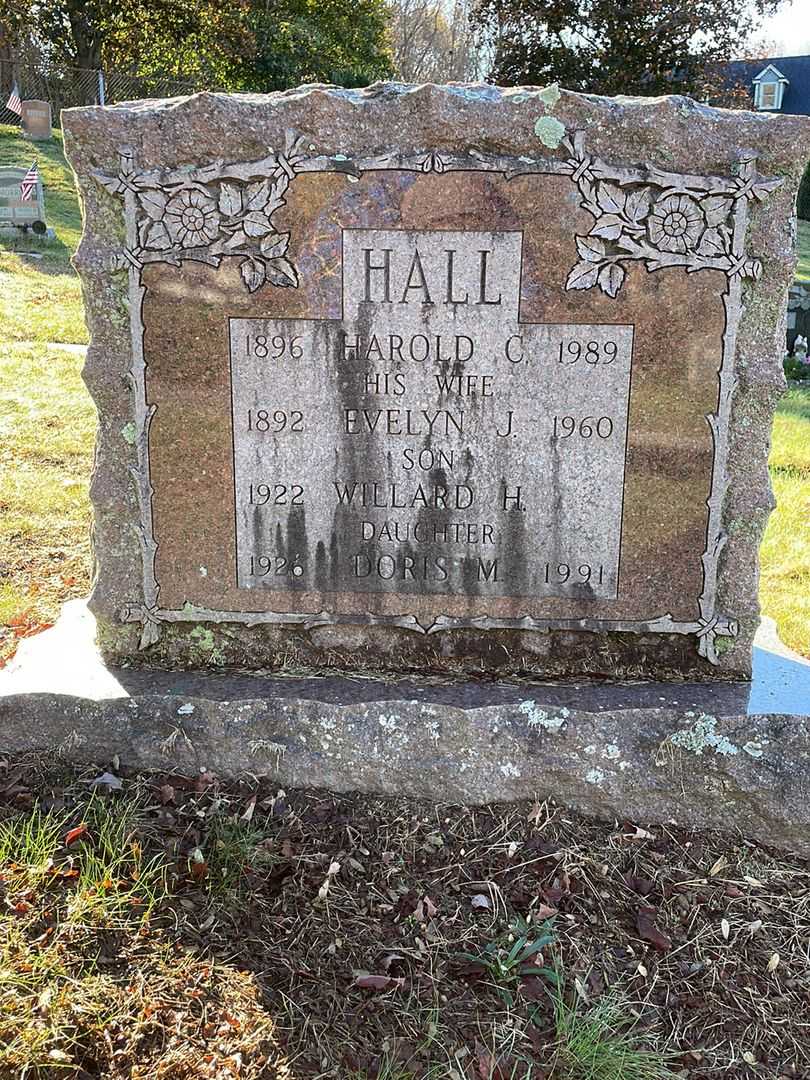 HALL
1896 HAROLD C. 1989
HIS WIFE
1892 EVELYN J. 1960
SON
1922 WILLARD H.
DAUGHTER
1926 DORIS M. 1991